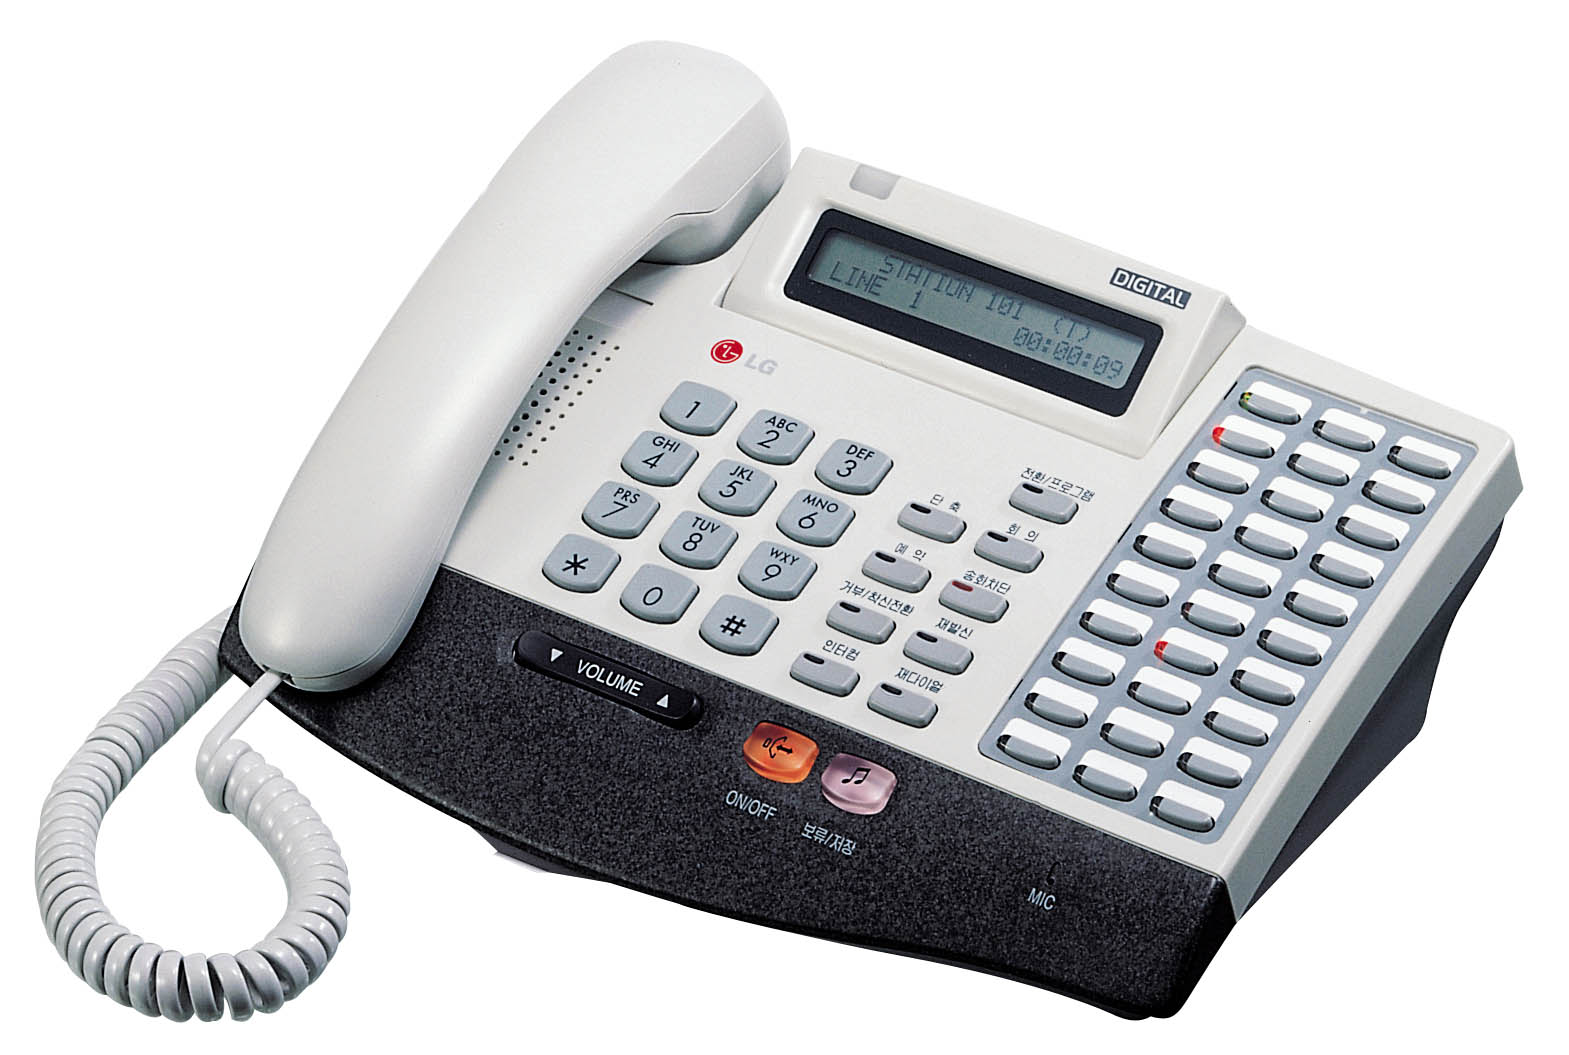 DIGITAL
STATION 101 (T)
LINE 1 00:00:09
LG
1
ABC
2
DEF
3
GHI
4
JKL
5
MNO
6
PRS
7
TUV
8
WXY
9
*
0
#
전환/프로그램
단축
회의
예약
송화차단
거부/착신전환
재발신
인터컴
재다이얼
▼ VOLUME ▲
ON/OFF
보류/저장
MIC